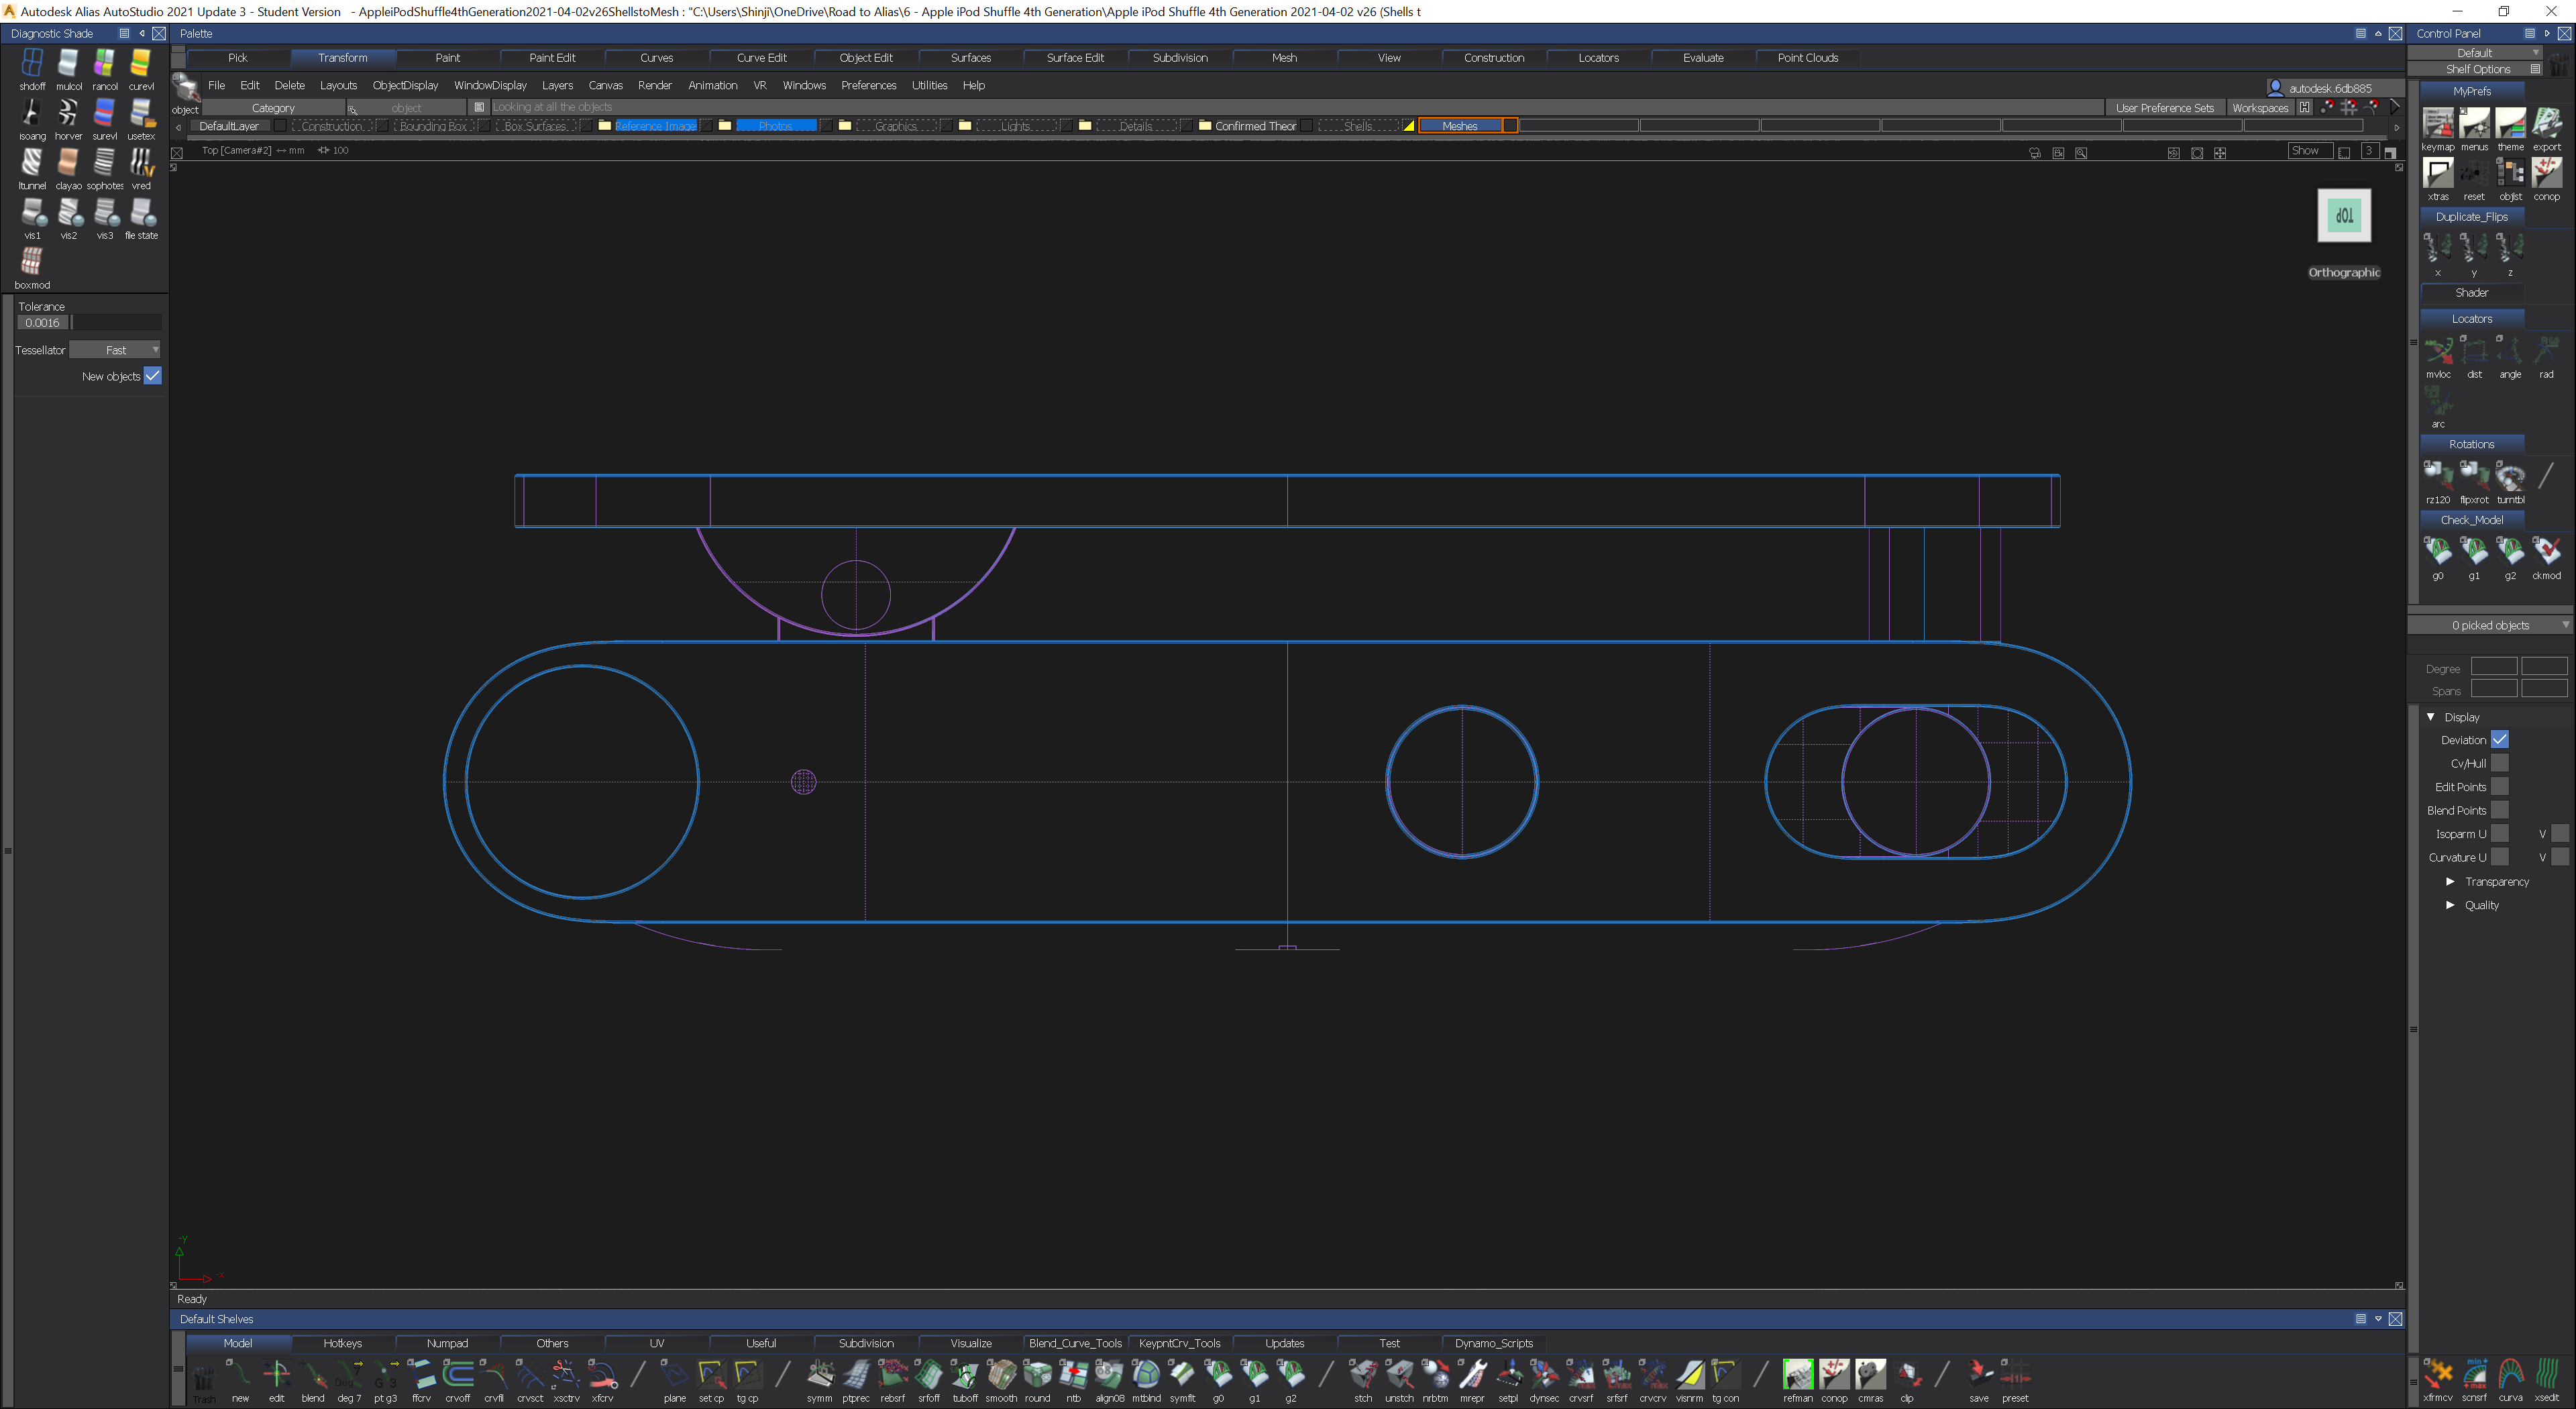 Autodesk Alias AutoStudio 2021 Update 3 - Student Version - AppleiPodShuffle4thGeneration2021-04-02v26ShellstoMesh : "C:\Users\Shinji\OneDrive\Road to Alias\6 - Apple iPod Shuffle 4th Generation\Apple iPod Shuffle 4th Generation 2021-04-02 v26 (Shells t
Diagnostic Shade
Palette
Control Panel
Pick Transform Paint Paint Edit Curves Curve Edit Object Edit Surfaces Surface Edit Subdivision Mesh View Construction Locators Evaluate Point Clouds
File Edit Delete Layouts ObjectDisplay WindowDisplay Layers Canvas Render Animation VR Windows Preferences Utilities Help
autodesk.6db885
object Category object Looking at all the objects User Preference Sets Workspaces
DefaultLayer Construction Bounding Box Box Surfaces Reference Image Photos Graphics Lights Details Confirmed Theor Shells Meshes
Top [Camera#2] ↔ mm 100
Show 3
shdoff mulcol rancol curevl
isoang horver surevl usetex
ltunnel clayao sophotes vred
vis1 vis2 vis3 file state
boxmod
Tolerance
0.0016
Tessellator Fast
New objects
TOP
Orthographic
-y
-x
Ready
Default
Shelf Options
MyPrefs
keymap menus theme export
xtras reset objlst conop
Duplicate_Flips
x y z
Shader
Locators
mvloc dist angle rad
arc
Rotations
rz120 flpxrot turntbl
Check_Model
g0 g1 g2 ckmod
0 picked objects
Degree
Spans
Display
Deviation
Cv/Hull
Edit Points
Blend Points
Isoparm U V
Curvature U V
Transparency
Quality
Default Shelves
Model Hotkeys Numpad Others UV Useful Subdivision Visualize Blend_Curve_Tools KeypntCrv_Tools Updates Test Dynamo_Scripts
Trash new edit blend deg 7 pt g3 ffcrv crvoff crvfil crvsct xsctrv xfcrv plane set cp tg cp symm ptprec rebsrf srfoff tuboff smooth round ntb align08 mtblnd symflt g0 g1 g2 stch unstch nrbtm mrepr setpl dynsec crvsrf srfsrf crvcrv visnrm tg con refman conop cmras clip save preset
xfrmcv scnsrf curva xsedit